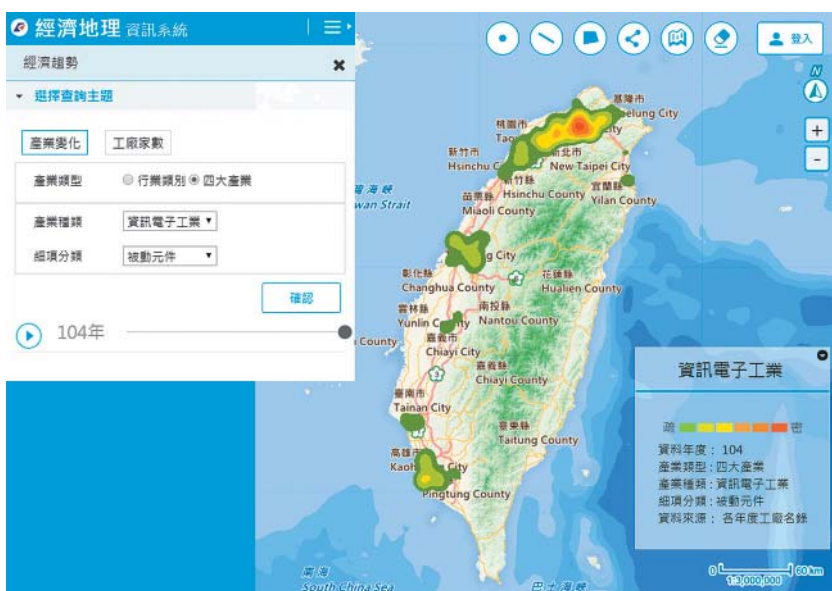 經濟地理 資訊系統
經濟趨勢
選擇查詢主題
產業變化 工廠家數
產業類型 行業類別 四大產業
產業種類 資訊電子工業
細項分類 被動元件
確認
104年
登入
N
+
-
基隆市
elung City
桃園市
新竹市
Hsinchu C
新北市
New Taipei City
新竹縣
Hsinchu County
宜蘭縣
Yilan County
苗栗縣
Miaoli County
wan Strait
g City
彰化縣
Changhua County
花蓮縣
Hualien County
雲林縣
南投縣
Nantou County
County
嘉義市
Chiayi City
嘉義縣
Chiayi County
3
臺南市
Tainan City
臺東縣
Taitung County
高雄市
City
Pingtung County
南海
South China Sea
巴士海峽
資訊電子工業
疏 密
資料年度：104
產業類型:四大產業
產業種類:資訊電子工業
細項分類:被動元件
資料來源：各年度工廠名錄
0 60 km
1:3,000,000